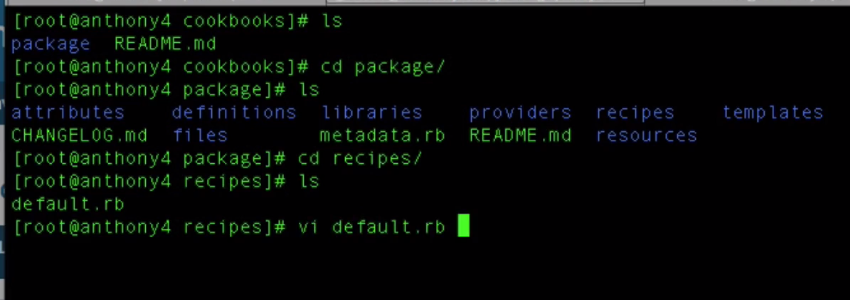 [root@anthony4 cookbooks]# ls
package README.md
[root@anthony4 cookbooks]# cd package/
[root@anthony4 package]# ls
attributes definitions libraries providers recipes templates
CHANGELOG.md files metadata.rb README.md resources
[root@anthony4 package]# cd recipes/
[root@anthony4 recipes]# ls
default.rb
[root@anthony4 recipes]# vi default.rb